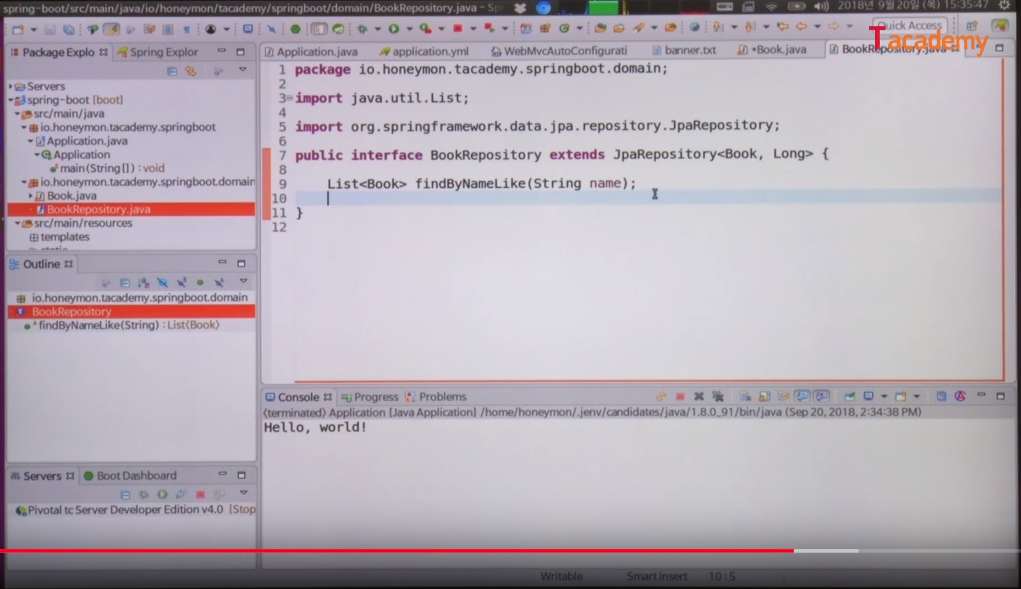 spring-boot/src/main/java/io/honeymon/tacademy/springboot/domain/BookRepository.java - Sp
2018년 9월20일 (목) 15:35:47
Quick Access
Tacademy
Package Explo
Spring Explor
Application.java
application.yml
WebMvcAutoConfigurati
banner.txt
*Book.java
BookRepository.java
Servers
spring-boot [boot]
src/main/java
io.honeymon.tacademy.springboot
Application.java
Application
main(String[]) : void
io.honeymon.tacademy.springboot.domain
Book.java
BookRepository.java
src/main/resources
templates
1 package io.honeymon.tacademy.springboot.domain;
2
3 import java.util.List;
4
5 import org.springframework.data.jpa.repository.JpaRepository;
6
7 public interface BookRepository extends JpaRepository<Book, Long> {
8
9 List<Book> findByNameLike(String name);
10
11 }
12
Outline
io.honeymon.tacademy.springboot.domain
BookRepository
findByNameLike(String) : List<Book>
Console
Progress
Problems
<terminated> Application [Java Application] /home/honeymon/.jenv/candidates/java/1.8.0_91/bin/java (Sep 20, 2018, 2:34:38 PM)
Hello, world!
Servers
Boot Dashboard
Pivotal tc Server Developer Edition v4.0 [Stop
Writable
Smart Insert
10:5